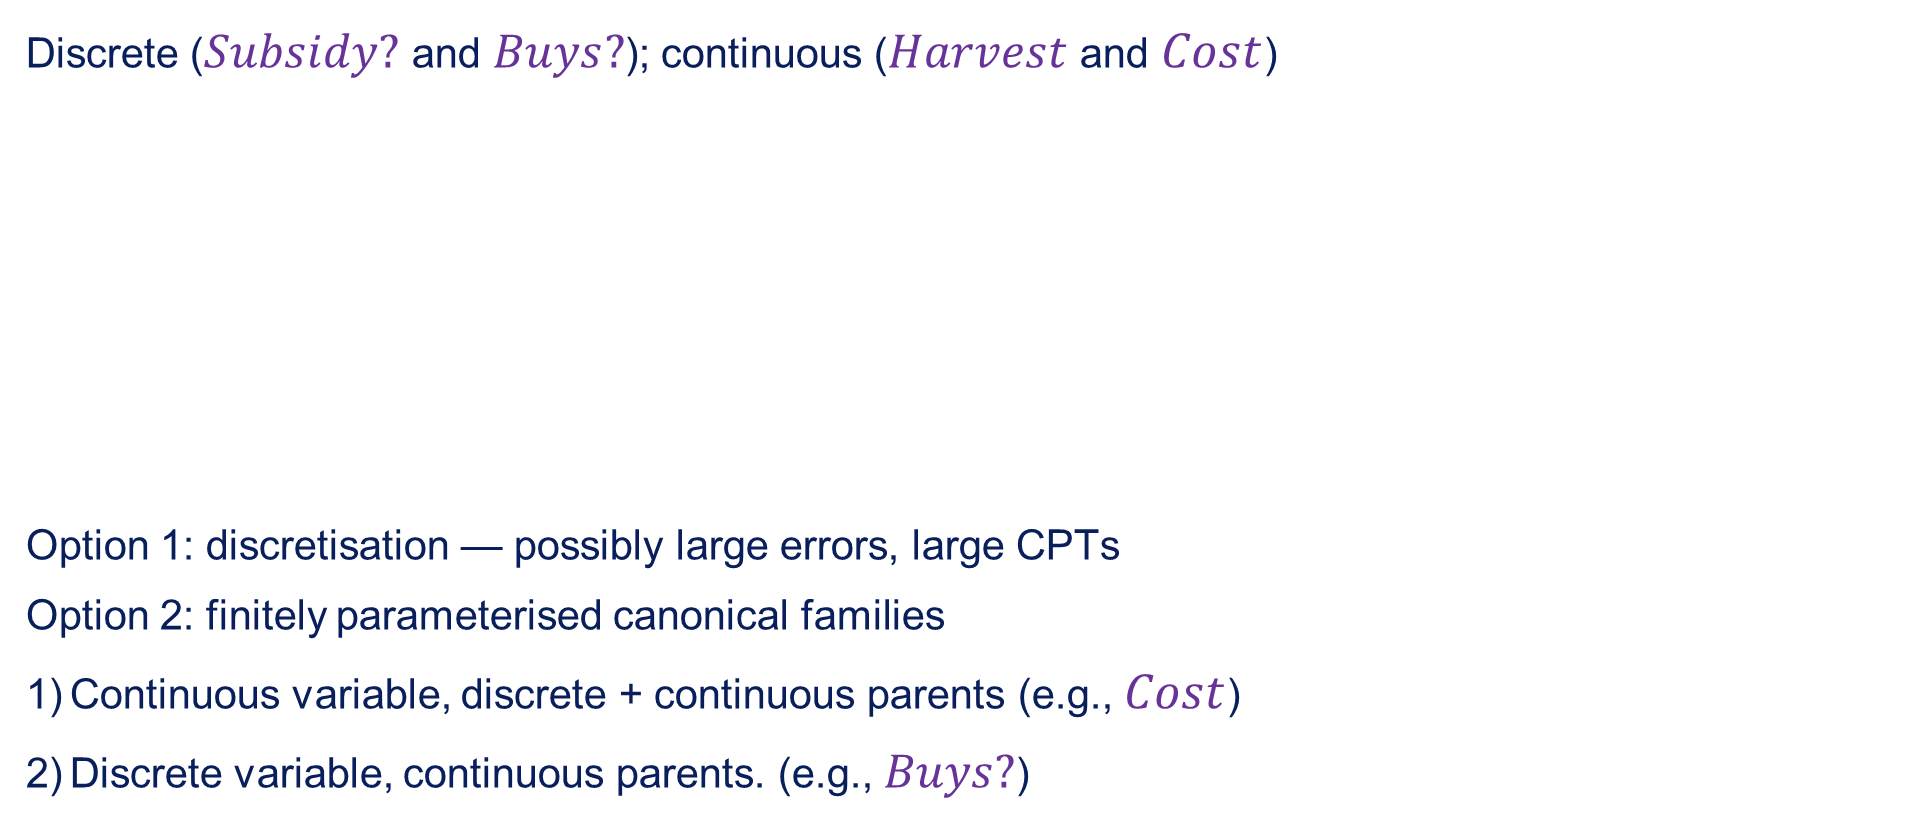 Discrete (Subsidy? and Buys?); continuous (Harvest and Cost)
Option 1: discretisation — possibly large errors, large CPTs
Option 2: finitely parameterised canonical families
1) Continuous variable, discrete + continuous parents (e.g., Cost)
2) Discrete variable, continuous parents. (e.g., Buys?)